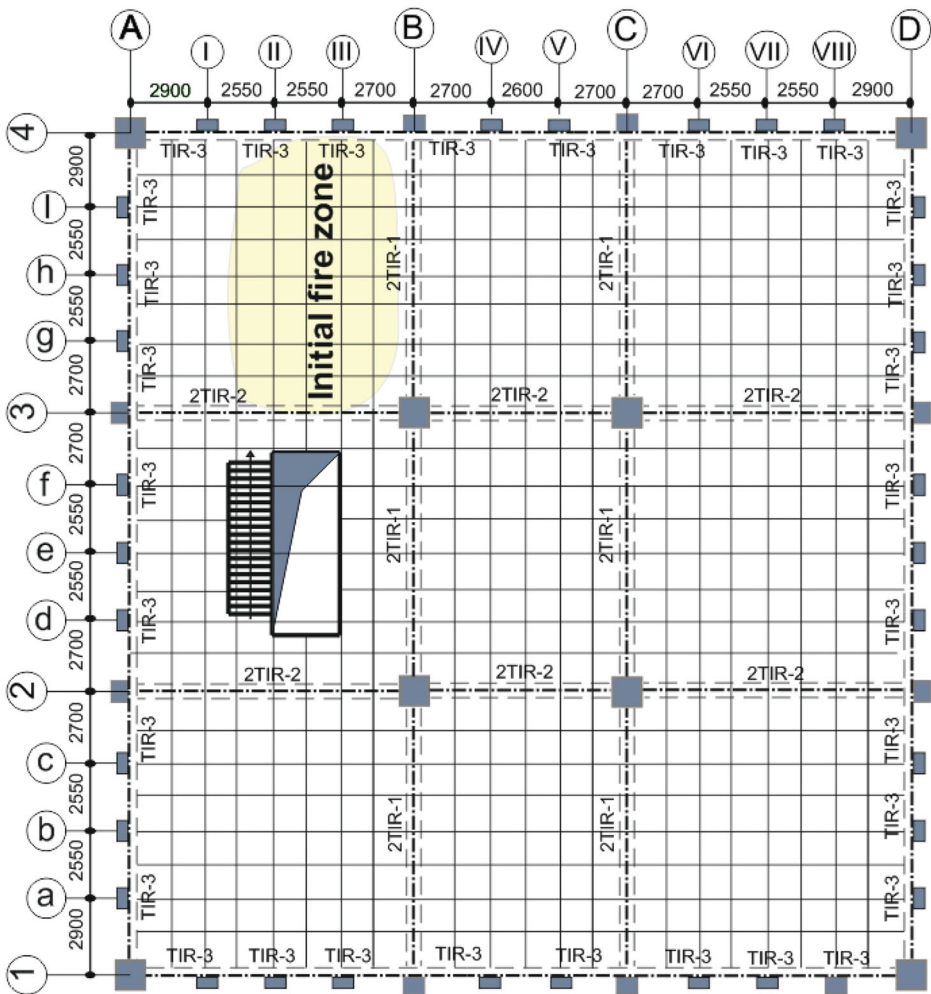 A
I
II
III
B
IV
V
C
VI
VII
VIII
D
2900
2550
2550
2700
2700
2600
2700
2700
2550
2550
2900
4
TIR-3
TIR-3
TIR-3
TIR-3
TIR-3
TIR-3
TIR-3
TIR-3
2900
l
TIR-3
TIR-3
2550
h
TIR-3
Initial fire zone
2TIR-1
2TIR-1
TIR-3
2550
g
TIR-3
TIR-3
2700
3
2TIR-2
2TIR-2
2TIR-2
2700
f
TIR-3
TIR-3
2550
e
2TIR-1
2TIR-1
2550
d
TIR-3
TIR-3
2700
2
2TIR-2
2TIR-2
2TIR-2
2700
c
TIR-3
TIR-3
2550
b
2TIR-1
2TIR-1
TIR-3
2550
a
TIR-3
TIR-3
2900
1
TIR-3
TIR-3
TIR-3
TIR-3
TIR-3
TIR-3
TIR-3
TIR-3